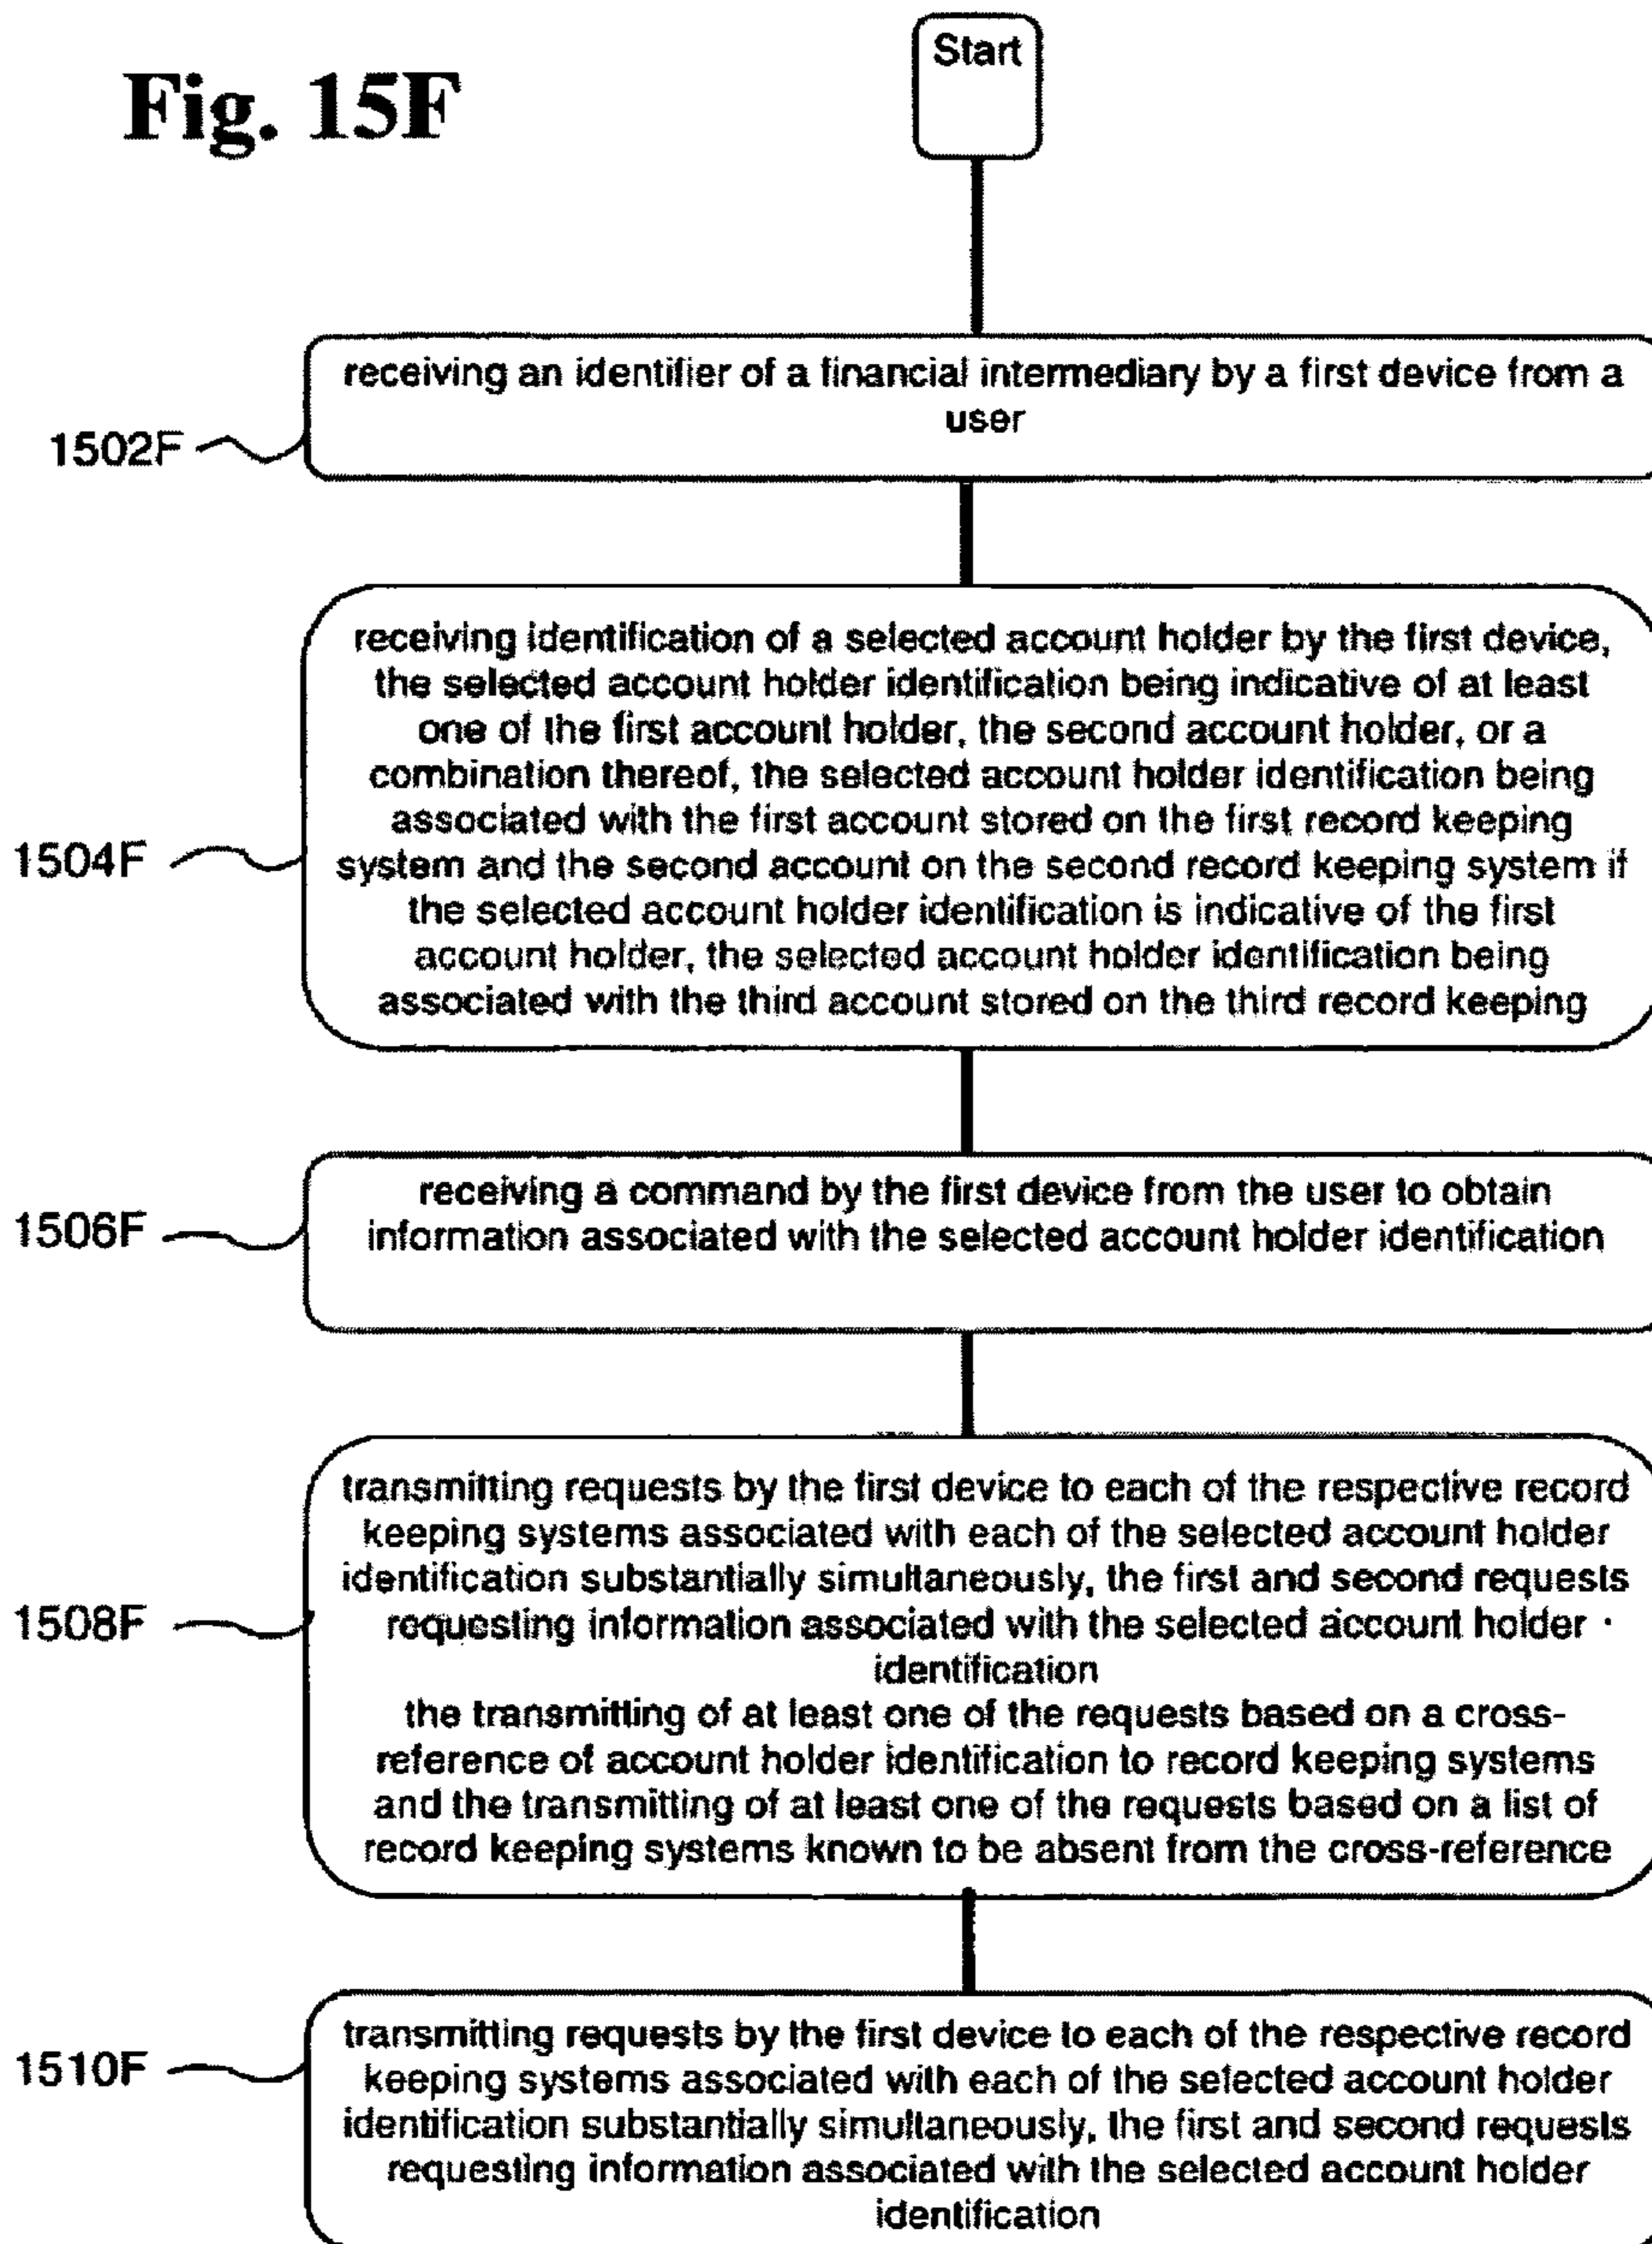 Fig. 15F
Start
receiving an identifier of a financial intermediary by a first device from a
user
1502F
receiving identification of a selected account holder by the first device,
the selected account holder identification being indicative of at least
one of the first account holder, the second account holder, or a
combination thereof, the selected account holder identification being
associated with the first account stored on the first record keeping
system and the second account on the second record keeping system if
the selected account holder identification is indicative of the first
account holder, the selected account holder identification being
associated with the third account stored on the third record keeping
1504F
receiving a command by the first device from the user to obtain
information associated with the selected account holder identification
1506F
transmitting requests by the first device to each of the respective record
keeping systems associated with each of the selected account holder
identification substantially simultaneously, the first and second requests
requesting information associated with the selected account holder
identification
the transmitting of at least one of the requests based on a cross-
reference of account holder identification to record keeping systems
and the transmitting of at least one of the requests based on a list of
record keeping systems known to be absent from the cross-reference
1508F
transmitting requests by the first device to each of the respective record
keeping systems associated with each of the selected account holder
identification substantially simultaneously, the first and second requests
requesting information associated with the selected account holder
identification
1510F